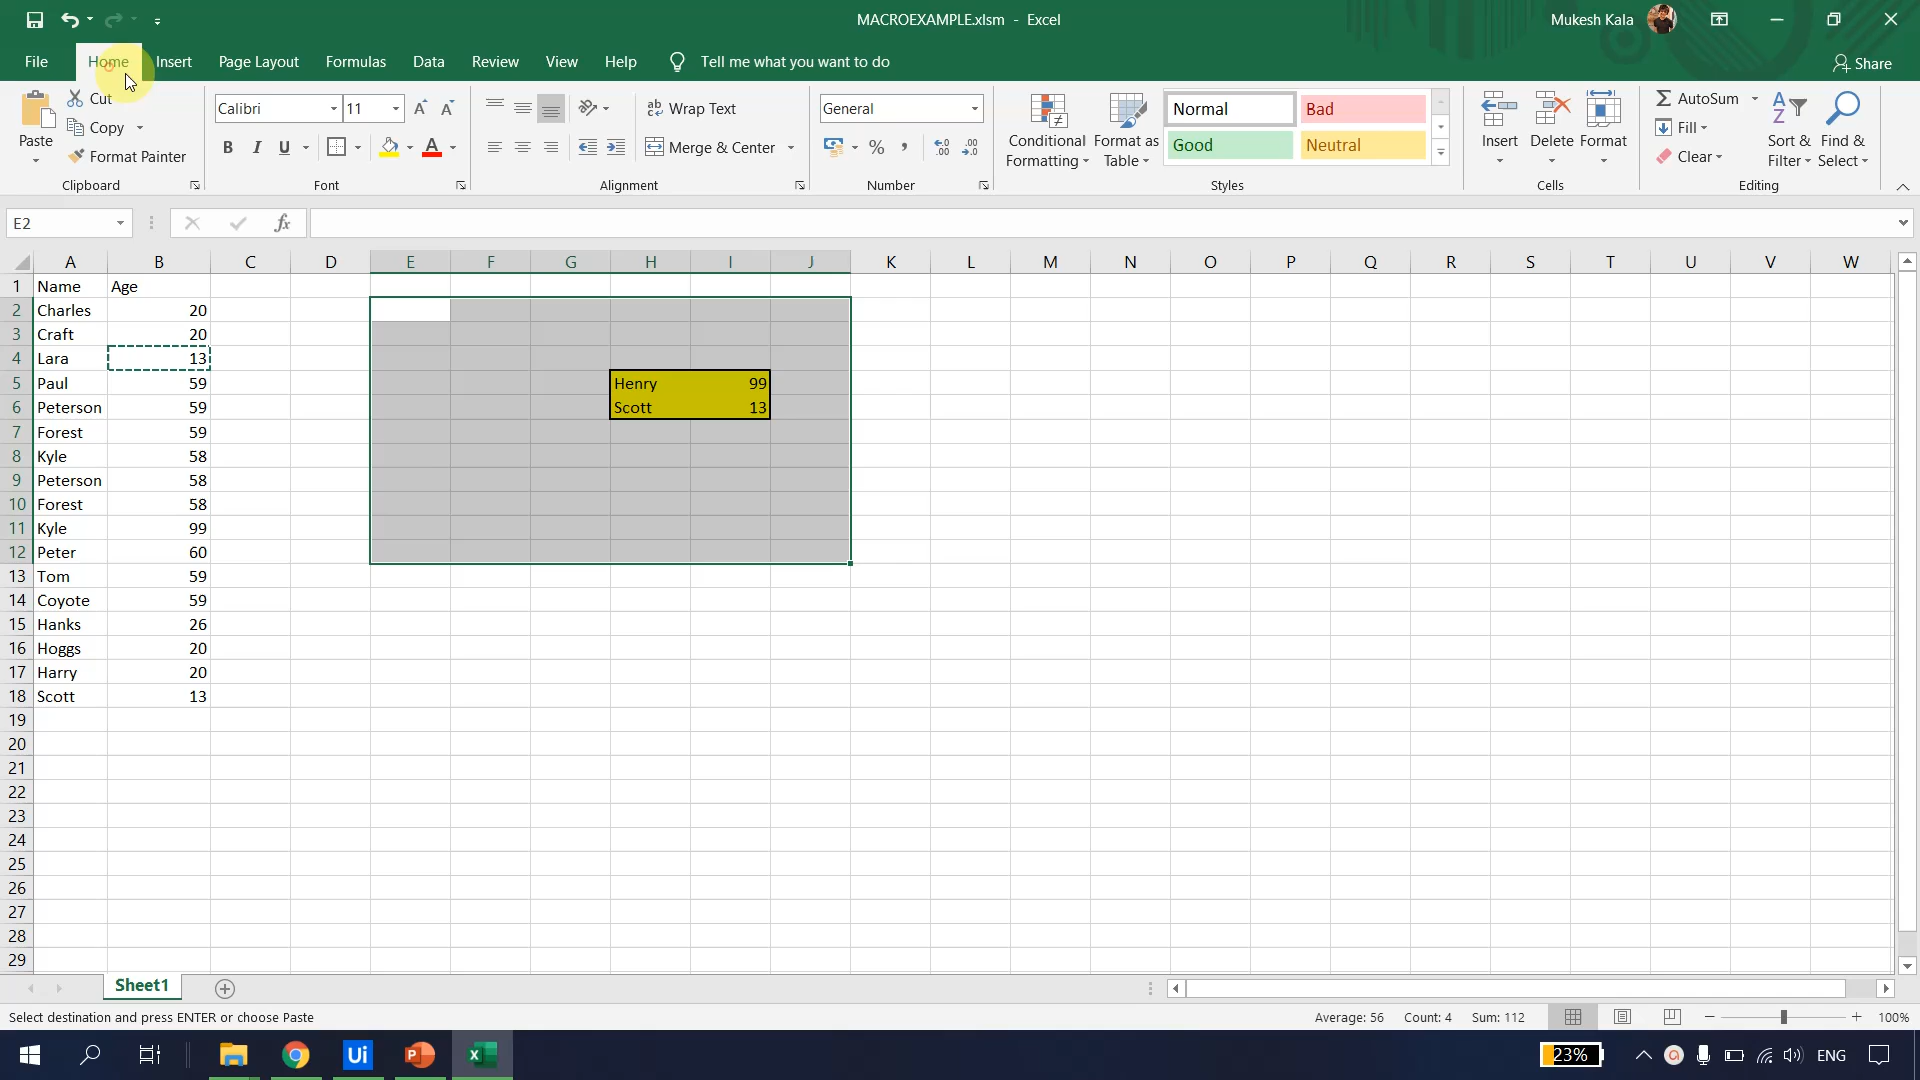 MACROEXAMPLE.xlsm - Excel
Mukesh Kala
File Home Insert Page Layout Formulas Data Review View Help Tell me what you want to do Share
Paste
Cut
Copy
Format Painter
Clipboard
Calibri 11
B I U A
Font
Wrap Text
Merge & Center
Alignment
General
% ,
Number
Conditional Formatting
Format as Table
Normal Bad
Good Neutral
Styles
Insert Delete Format
Cells
AutoSum
Fill
Clear
Sort & Filter
Find & Select
Editing
E2 fx
A B C D E F G H I J K L M N O P Q R S T U V W
1 Name Age
2 Charles 20
3 Craft 20
4 Lara 13
5 Paul 59 Henry 99
6 Peterson 59 Scott 13
7 Forest 59
8 Kyle 58
9 Peterson 58
10 Forest 58
11 Kyle 99
12 Peter 60
13 Tom 59
14 Coyote 59
15 Hanks 26
16 Hoggs 20
17 Harry 20
18 Scott 13
19
20
21
22
23
24
25
26
27
28
29
Sheet1
Select destination and press ENTER or choose Paste Average: 56 Count: 4 Sum: 112 100%
Ui 23% ENG